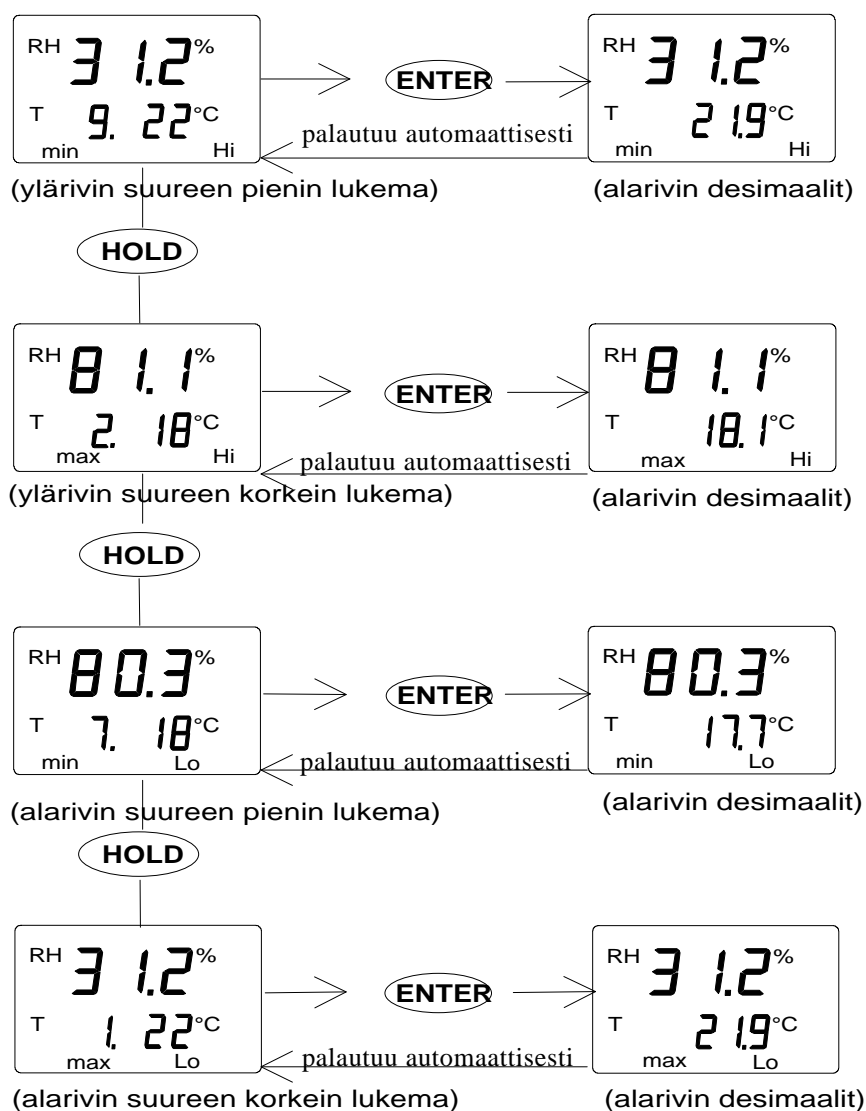 RH 31.2 % ENTER RH 31.2 %
T 9. 22 °C palautuu automaattisesti T 21.9 °C
min Hi min Hi
(ylärivin suureen pienin lukema) (alarivin desimaalit)
HOLD
RH 81.1 % ENTER RH 81.1 %
T 2. 18 °C palautuu automaattisesti T 18.1 °C
max Hi max Hi
(ylärivin suureen korkein lukema) (alarivin desimaalit)
HOLD
RH 80.3 % ENTER RH 80.3 %
T 7. 18 °C palautuu automaattisesti T 17.7 °C
min Lo min Lo
(alarivin suureen pienin lukema) (alarivin desimaalit)
HOLD
RH 31.2 % ENTER RH 31.2 %
T 1. 22 °C palautuu automaattisesti T 21.9 °C
max Lo max Lo
(alarivin suureen korkein lukema) (alarivin desimaalit)